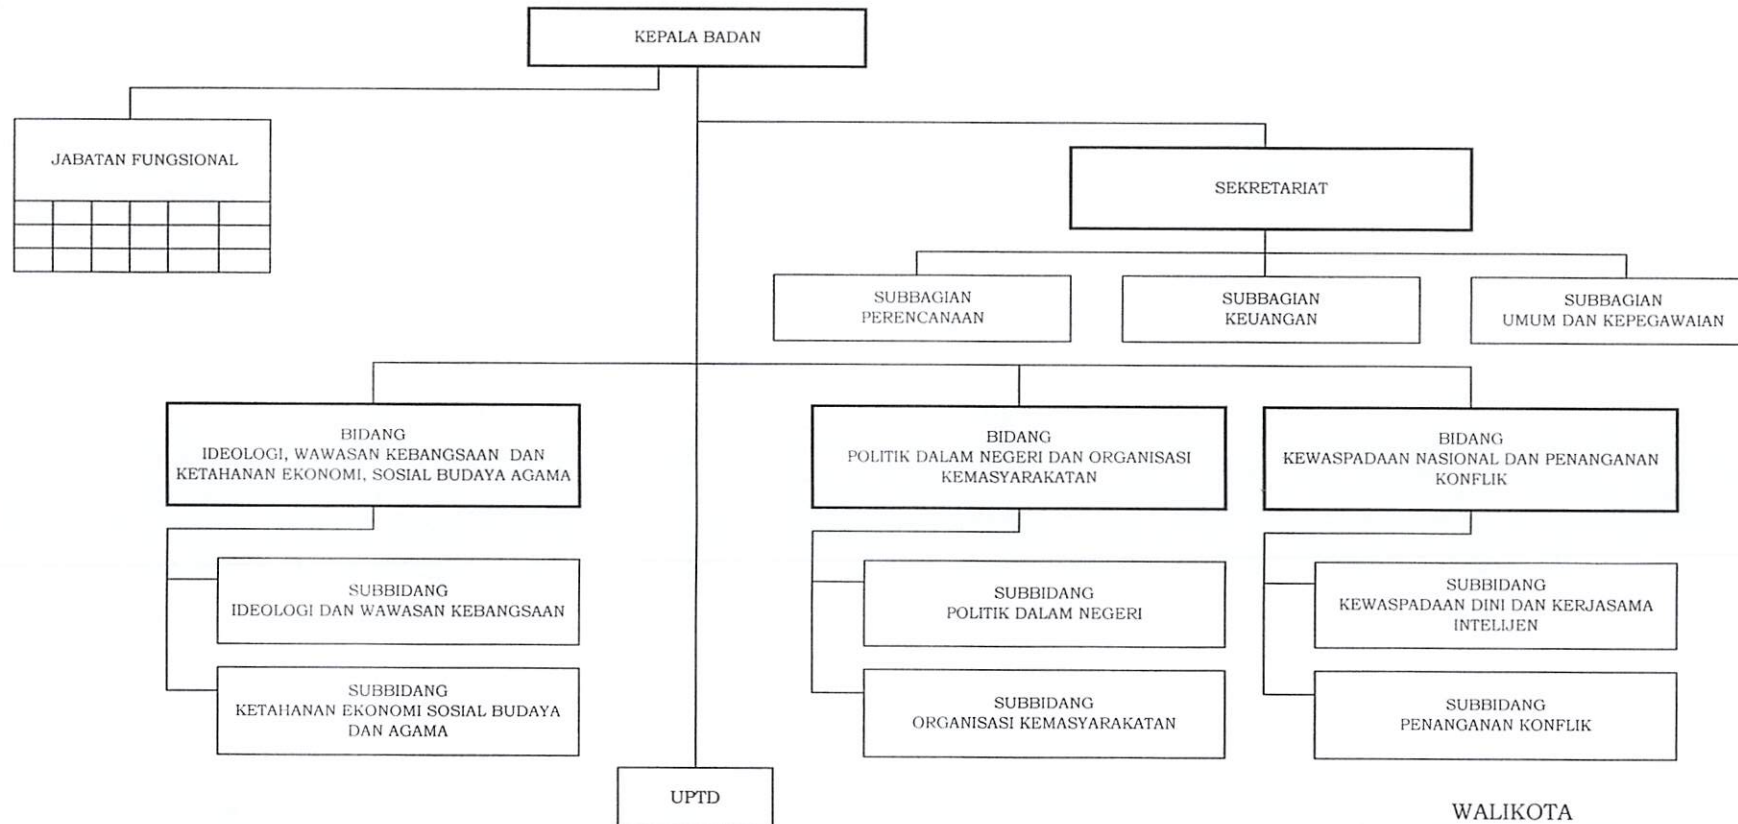 KEPALA BADAN
JABATAN FUNGSIONAL
SEKRETARIAT
SUBBAGIAN
PERENCANAAN
SUBBAGIAN
KEUANGAN
SUBBAGIAN
UMUM DAN KEPEGAWAIAN
BIDANG
IDEOLOGI, WAWASAN KEBANGSAAN DAN
KETAHANAN EKONOMI, SOSIAL BUDAYA AGAMA
BIDANG
POLITIK DALAM NEGERI DAN ORGANISASI
KEMASYARAKATAN
BIDANG
KEWASPADAAN NASIONAL DAN PENANGANAN
KONFLIK
SUBBIDANG
IDEOLOGI DAN WAWASAN KEBANGSAAN
SUBBIDANG
POLITIK DALAM NEGERI
SUBBIDANG
KEWASPADAAN DINI DAN KERJASAMA
INTELIJEN
SUBBIDANG
KETAHANAN EKONOMI SOSIAL BUDAYA
DAN AGAMA
SUBBIDANG
ORGANISASI KEMASYARAKATAN
SUBBIDANG
PENANGANAN KONFLIK
UPTD
WALIKOTA